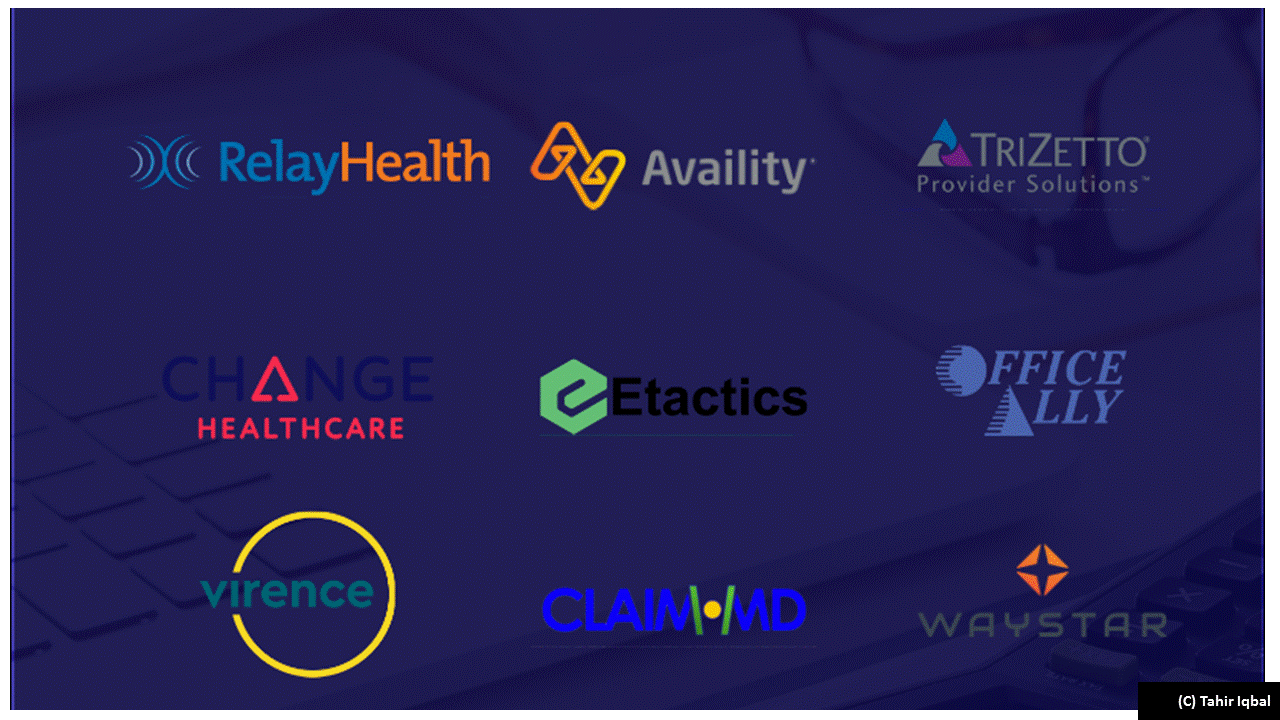 RelayHealth
Availity
TRIZETTO®
Provider Solutions™
CHANGE
HEALTHCARE
Etactics
OFFICE
ALLY
virence
CLAIM.MD
WAYSTAR
(C) Tahir Iqbal